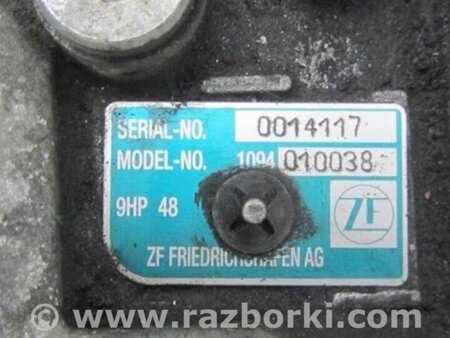 SERIAL-NO. 0014117
MODEL-NO. 1094 010038
9HP 48
ZF
ZF FRIEDRICHSHAFEN AG
© www.razborki.com